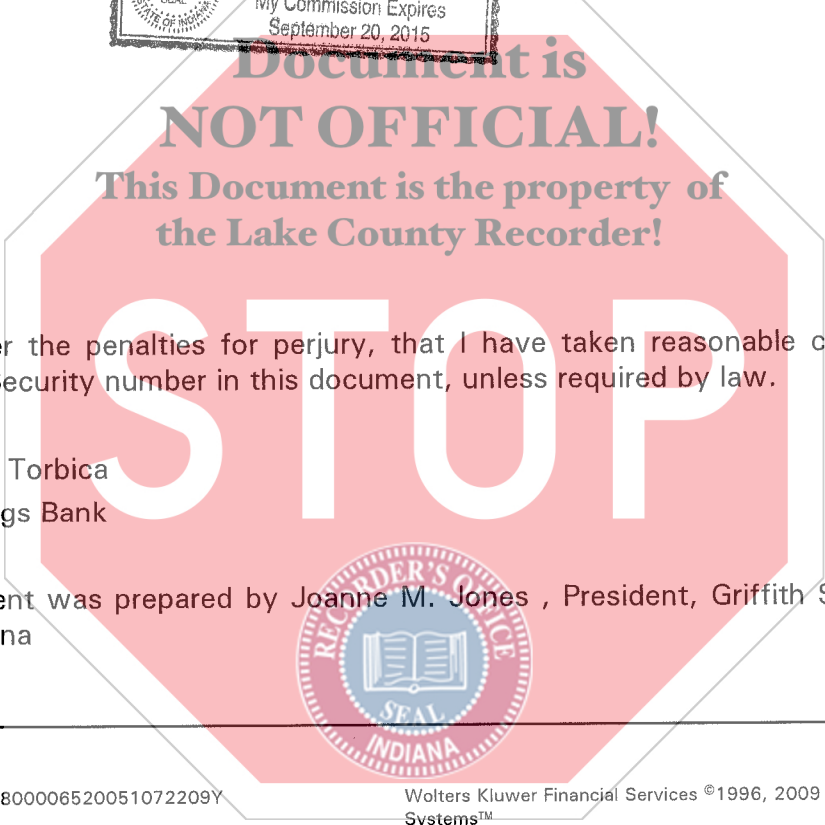 SEAL
STATE OF INDIANA
My Commission Expires
September 20, 2015
Document is
NOT OFFICIAL!
This Document is the property of
the Lake County Recorder!
STOP
er the penalties for perjury, that I have taken reasonable c
Security number in this document, unless required by law.
Torbica
gs Bank
ent was prepared by Joanne M. Jones , President, Griffith S
na
RECORDER'S OFFICE
SEAL
INDIANA
800006520051072209Y
Wolters Kluwer Financial Services ©1996, 2009
Systems™